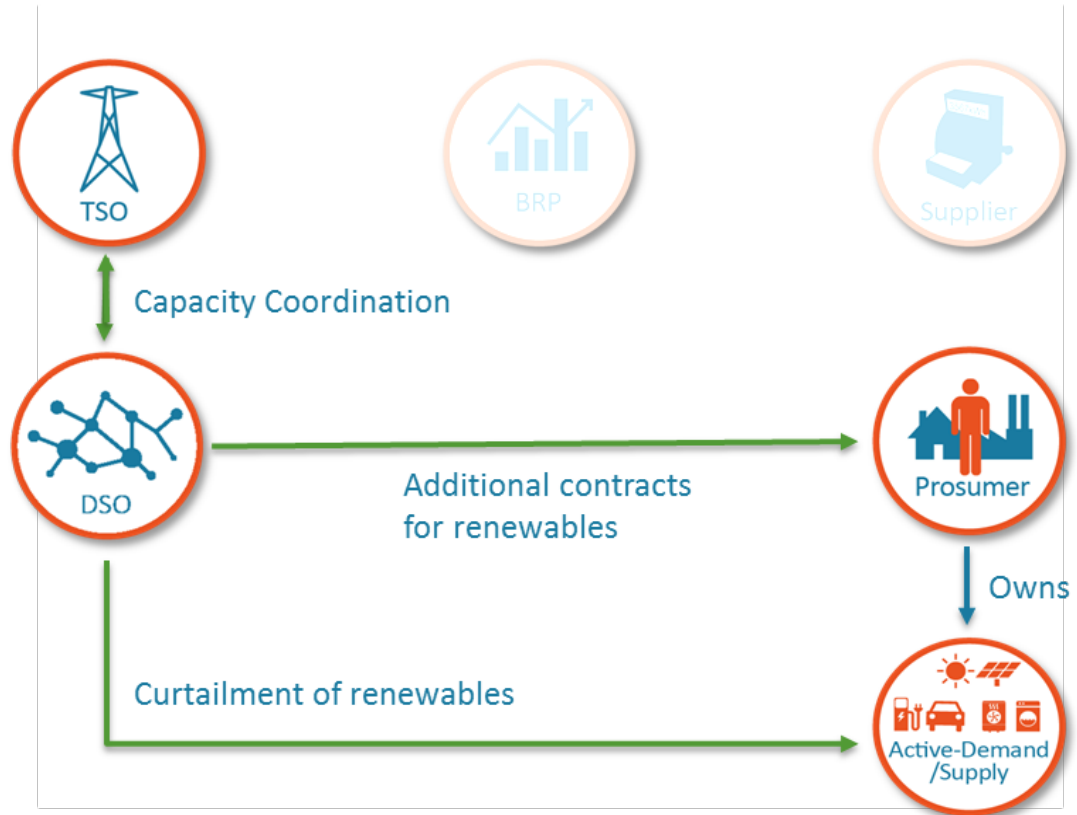 TSO
BRP
Supplier
Capacity Coordination
DSO
Additional contracts
for renewables
Prosumer
Owns
Curtailment of renewables
Active-Demand
/Supply